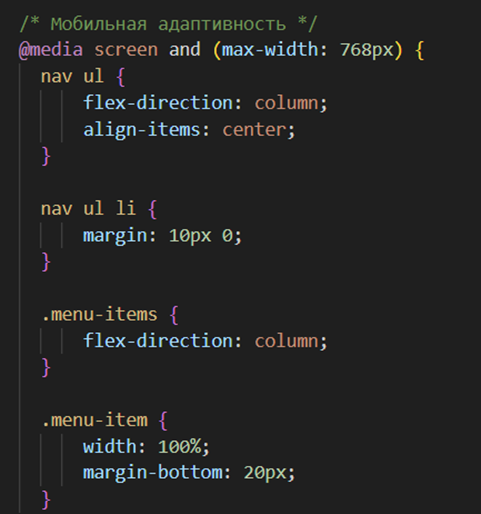 /* Мобильная адаптивность */
@media screen and (max-width: 768px) {
nav ul {
flex-direction: column;
align-items: center;
}
nav ul li {
margin: 10px 0;
}
.menu-items {
flex-direction: column;
}
.menu-item {
width: 100%;
margin-bottom: 20px;
}